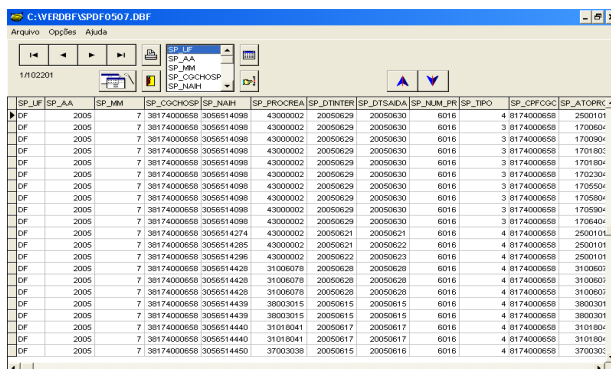 C:\VERDBF\SPDF0507.DBF
Arquivo Opções Ajuda
SP_UF
SP_AA
SP_MM
SP_CGCHOSP
SP_NAIH
1/102201
SP_UF SP_AA SP_MM SP_CGCHOSP SP_NAIH SP_PROCREA SP_DTINTER SP_DTSAIDA SP_NUM_PR SP_TIPO SP_CPFCGC SP_ATOPRO
DF 2005 7 38174000658 3056514098 43000002 20050629 20050630 6016 4 8174000658 2500101
DF 2005 7 38174000658 3056514098 43000002 20050629 20050630 6016 3 8174000658 1700604
DF 2005 7 38174000658 3056514098 43000002 20050629 20050630 6016 3 8174000658 1700904
DF 2005 7 38174000658 3056514098 43000002 20050629 20050630 6016 3 8174000658 1701803
DF 2005 7 38174000658 3056514098 43000002 20050629 20050630 6016 3 8174000658 1701804
DF 2005 7 38174000658 3056514098 43000002 20050629 20050630 6016 3 8174000658 1702304
DF 2005 7 38174000658 3056514098 43000002 20050629 20050630 6016 3 8174000658 1705504
DF 2005 7 38174000658 3056514098 43000002 20050629 20050630 6016 3 8174000658 1705804
DF 2005 7 38174000658 3056514098 43000002 20050629 20050630 6016 3 8174000658 1705904
DF 2005 7 38174000658 3056514098 43000002 20050629 20050630 6016 3 8174000658 1706404
DF 2005 7 38174000658 3056514274 43000002 20050621 20050621 6016 4 8174000658 2500101
DF 2005 7 38174000658 3056514285 43000002 20050621 20050622 6016 4 8174000658 2500101
DF 2005 7 38174000658 3056514296 43000002 20050622 20050623 6016 4 8174000658 2500101
DF 2005 7 38174000658 3056514428 31006078 20050628 20050628 6016 4 8174000658 3100607
DF 2005 7 38174000658 3056514428 31006078 20050628 20050628 6016 4 8174000658 3100607
DF 2005 7 38174000658 3056514428 31006078 20050628 20050628 6016 4 8174000658 3100607
DF 2005 7 38174000658 3056514439 38003015 20050615 20050615 6016 4 8174000658 3800301
DF 2005 7 38174000658 3056514439 38003015 20050615 20050615 6016 4 8174000658 3800301
DF 2005 7 38174000658 3056514440 31018041 20050617 20050617 6016 4 8174000658 3101804
DF 2005 7 38174000658 3056514440 31018041 20050617 20050617 6016 4 8174000658 3101804
DF 2005 7 38174000658 3056514450 37003038 20050615 20050616 6016 4 8174000658 3700303